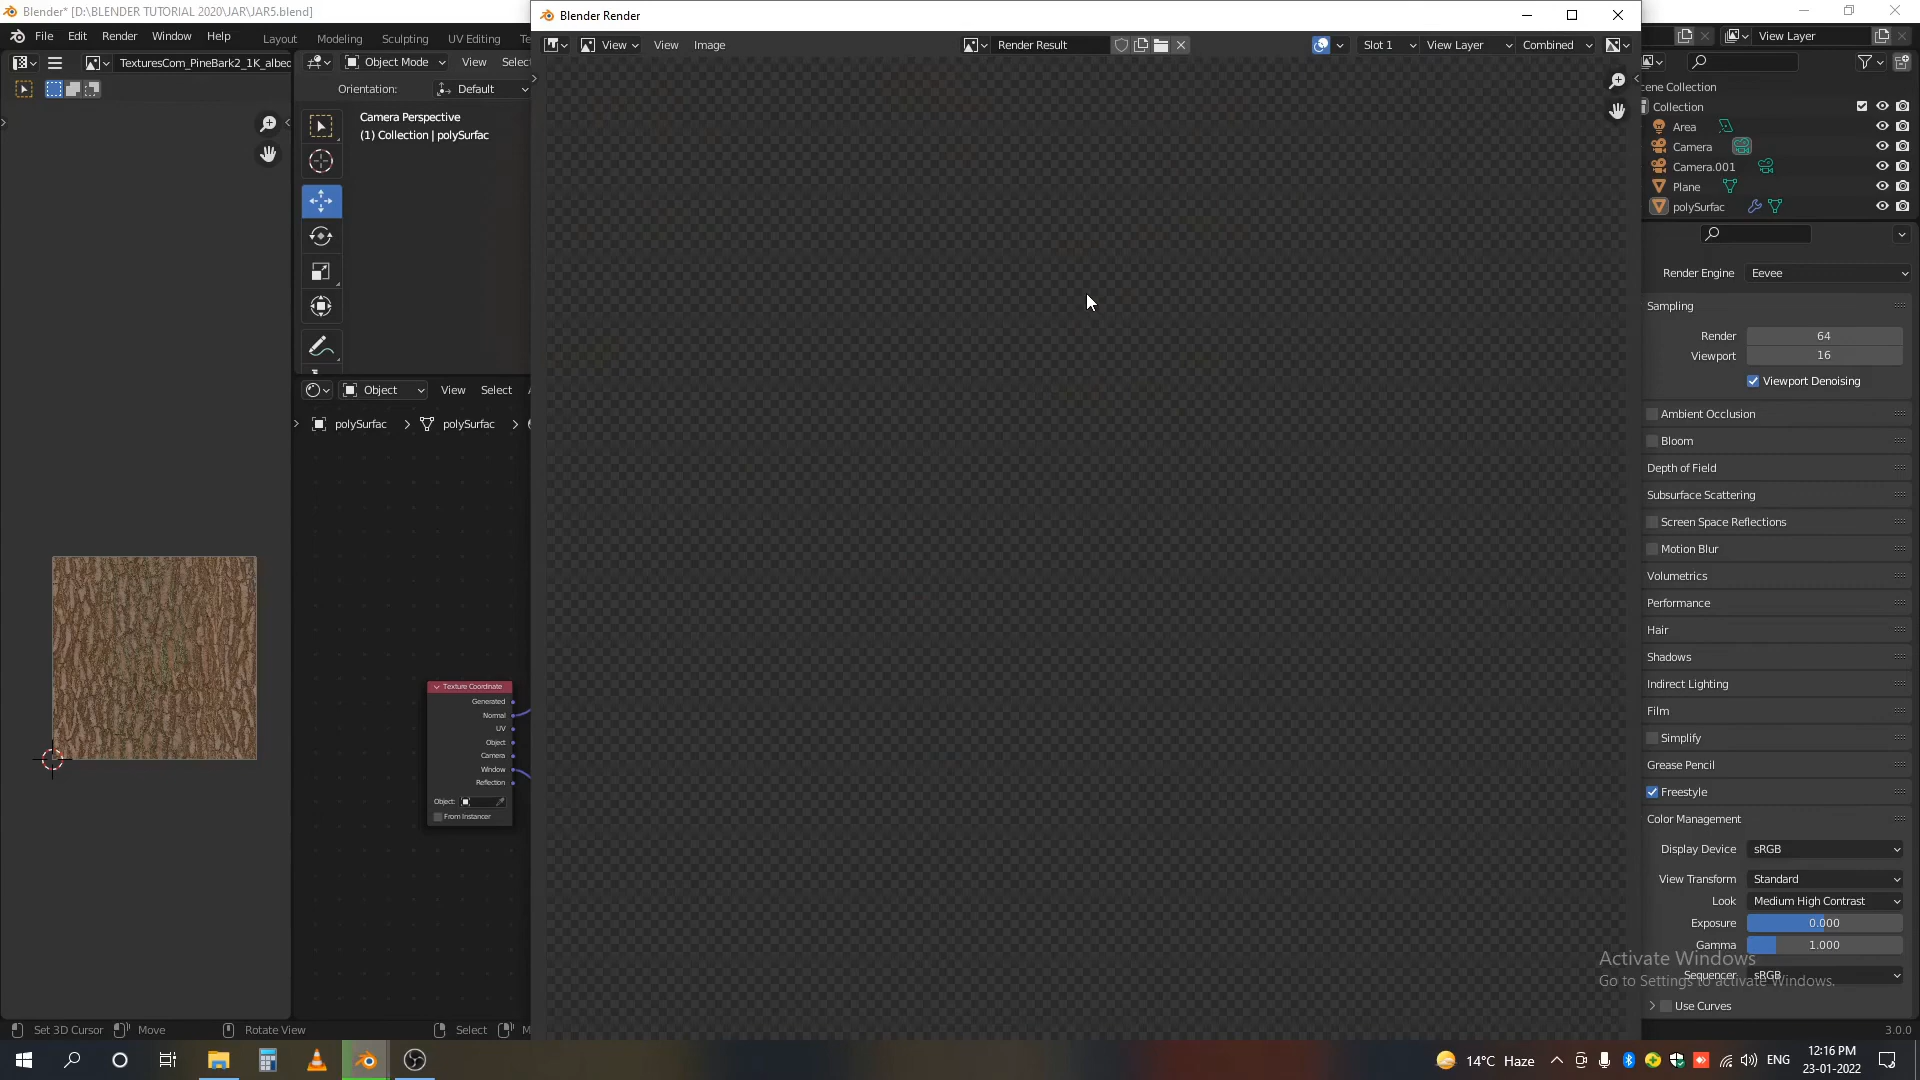 Blender* [D:\BLENDER TUTORIAL 2020\JAR\JAR5.blend]
Blender Render
File Edit Render Window Help Layout Modeling Sculpting UV Editing
View View Image Render Result Slot 1 View Layer Combined
View Layer
TexturesCom_PineBark2_1K_albed
Object Mode View Select
Orientation: Default
Camera Perspective
(1) Collection | polySurfac
cene Collection
Collection
Area
Camera
Camera.001
Plane
polySurfac
Render Engine Eevee
Sampling
Render 64
Viewport 16
Viewport Denoising
Ambient Occlusion
Bloom
Depth of Field
Subsurface Scattering
Screen Space Reflections
Motion Blur
Volumetrics
Performance
Hair
Shadows
Indirect Lighting
Film
Simplify
Grease Pencil
Freestyle
Color Management
Display Device sRGB
View Transform Standard
Look Medium High Contrast
Exposure 0.000
Gamma 1.000
Sequencer sRGB
Use Curves
Activate Windows
Go to Settings to activate Windows.
Object View Select
polySurfac > polySurfac >
Texture Coordinate
Generated
Normal
UV
Object
Camera
Window
Reflection
Object:
From Instancer
Set 3D Cursor Move Rotate View Select
3.0.0
14°C Haze ENG 12:16 PM
23-01-2022